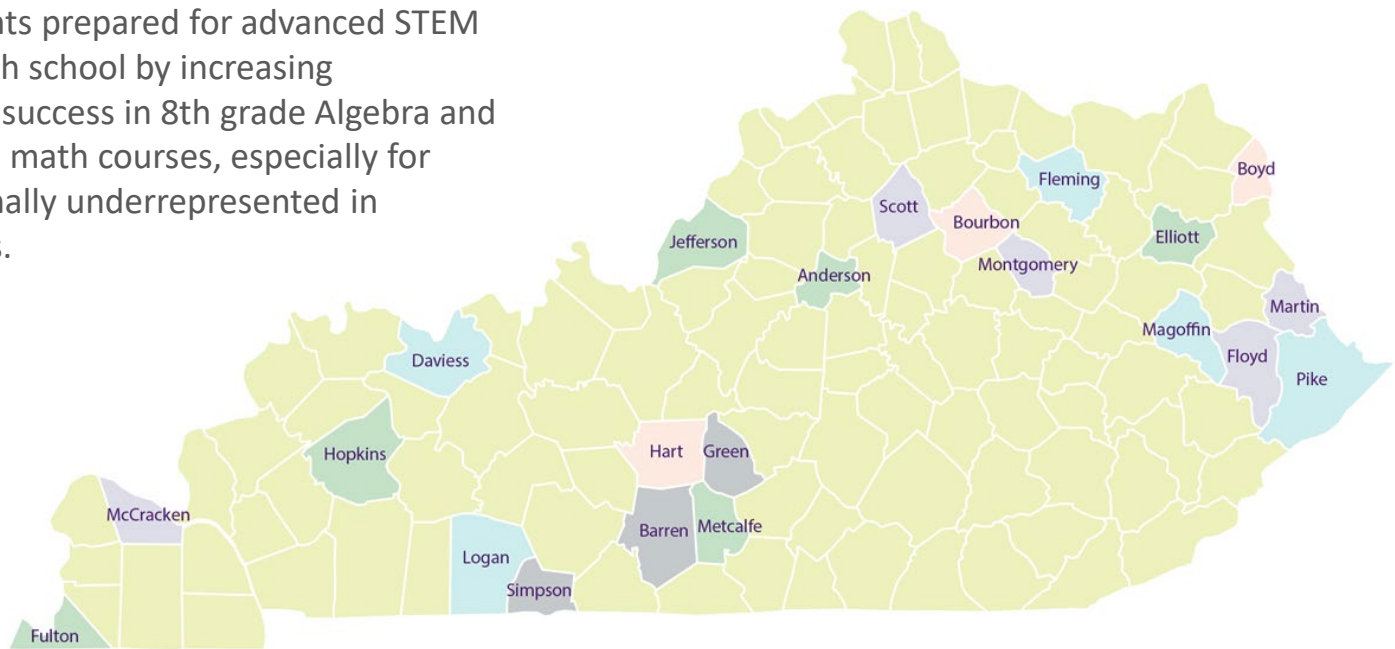 nts prepared for advanced STEM
h school by increasing
success in 8th grade Algebra and
math courses, especially for
nally underrepresented in
s.
Boyd
Fleming
Scott
Bourbon
Jefferson
Elliott
Montgomery
Anderson
Martin
Magoffin
Floyd
Daviess
Pike
Hart
Green
Hopkins
McCracken
Barren
Metcalfe
Logan
Simpson
Fulton